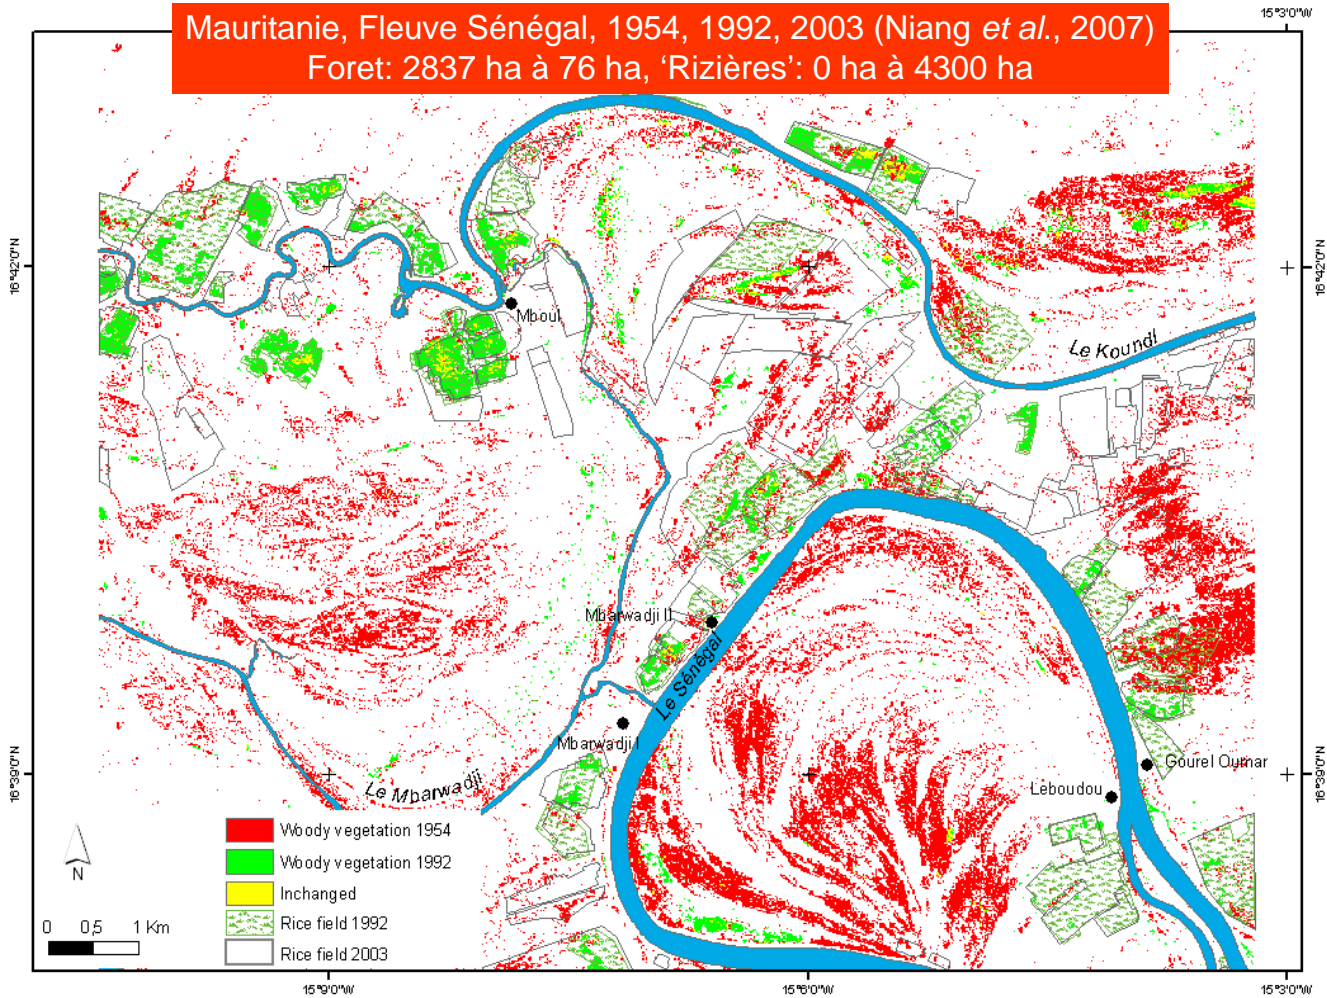 Mauritanie, Fleuve Sénégal, 1954, 1992, 2003 (Niang et al., 2007)
Foret: 2837 ha à 76 ha, ‘Rizières’: 0 ha à 4300 ha
15°3'0"W
16°42'0"N
16°42'0"N
Mboul
Le Koundi
Mbarwadji II
Le Sénégal
Mbarwadji I
Le Mbarwadji
Gourel Oumar
Leboudou
16°39'0"N
16°39'0"N
Woody vegetation 1954
Woody vegetation 1992
Inchanged
Rice field 1992
Rice field 2003
N
0 0,5 1 Km
15°9'0"W
15°6'0"W
15°3'0"W